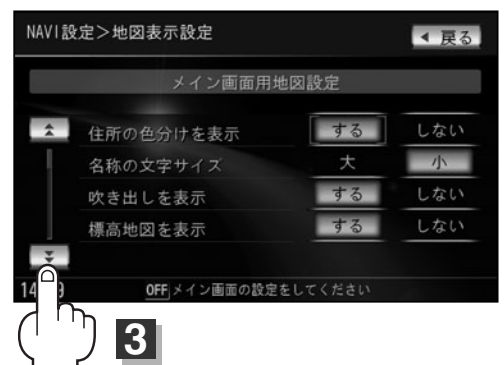 NAVI設定>地図表示設定
◀ 戻る
メイン画面用地図設定
住所の色分けを表示 する しない
名称の文字サイズ 大 小
吹き出しを表示 する しない
標高地図を表示 する しない
OFF メイン画面の設定をしてください
3